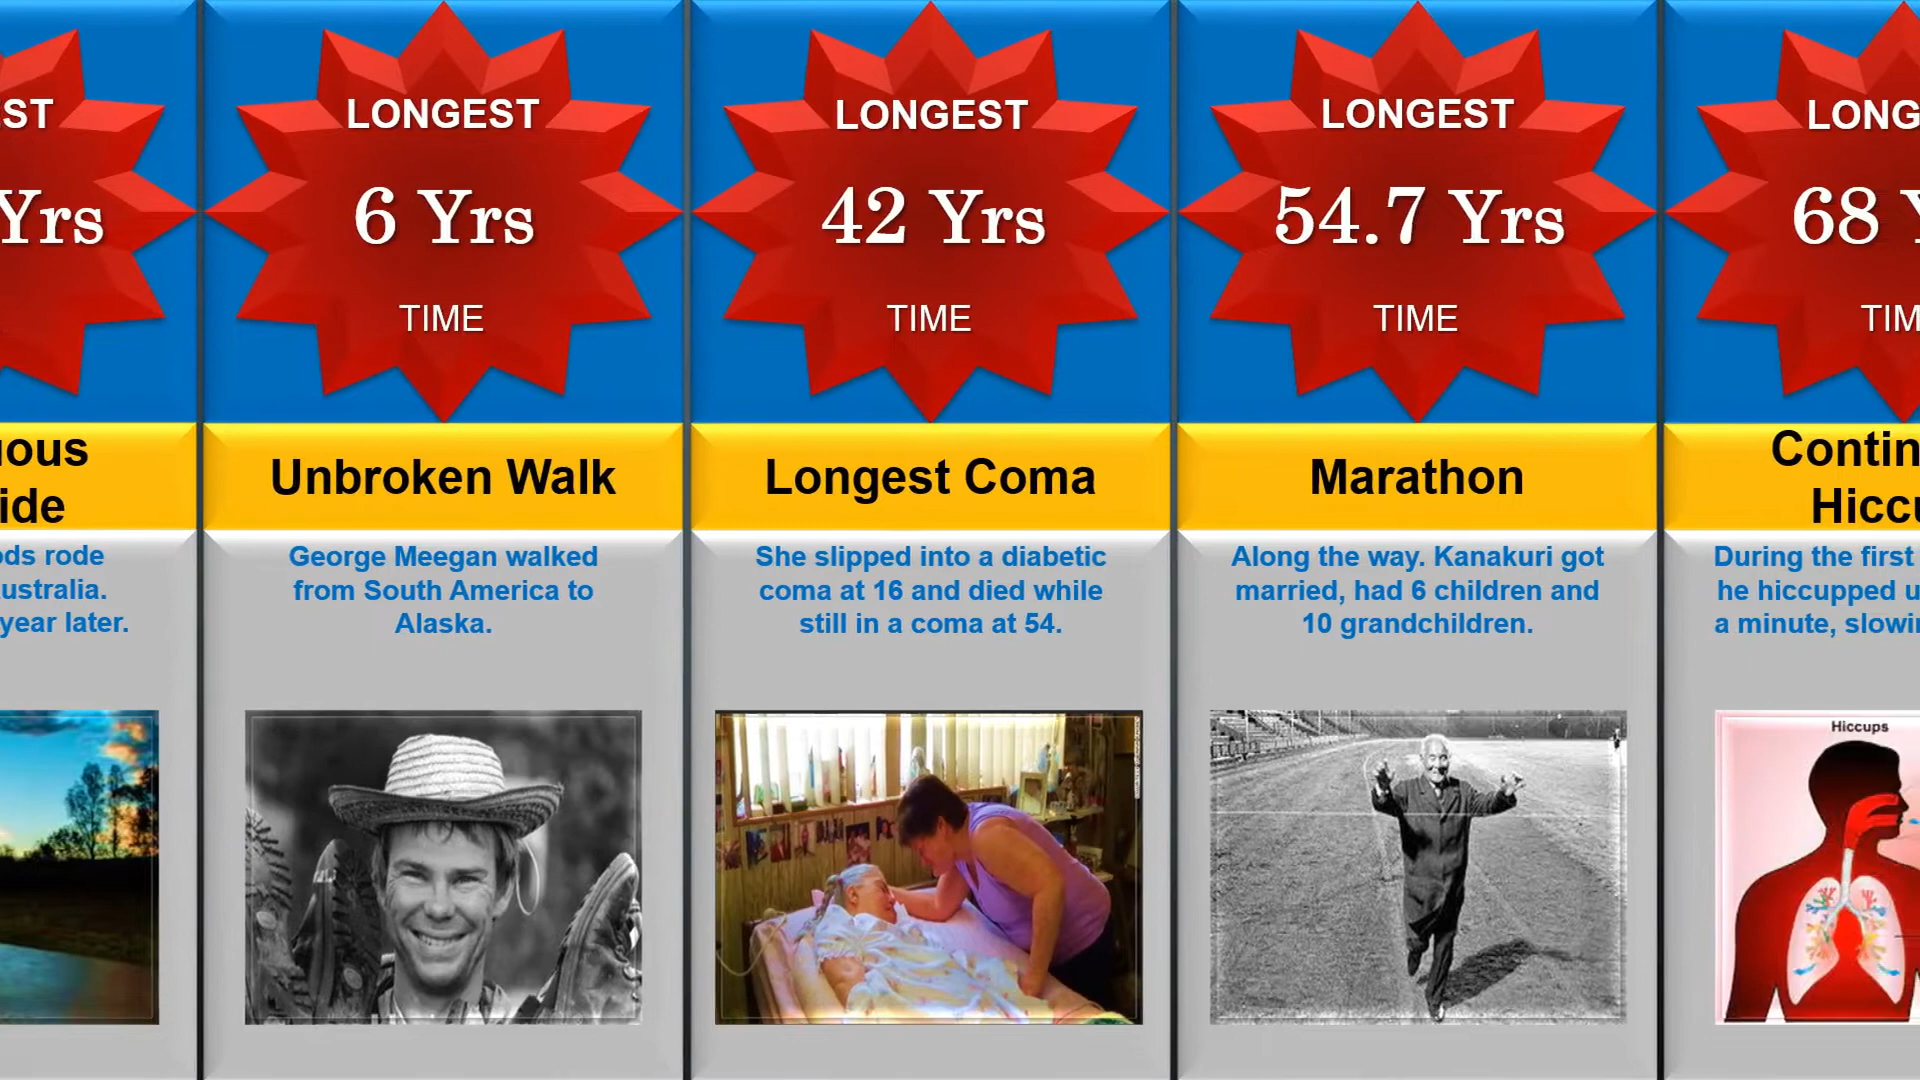 ST
Yrs
ious
ide
ods rode
ustralia.
year later.
LONGEST
6 Yrs
TIME
Unbroken Walk
George Meegan walked
from South America to
Alaska.
LONGEST
42 Yrs
TIME
Longest Coma
She slipped into a diabetic
coma at 16 and died while
still in a coma at 54.
LONGEST
54.7 Yrs
TIME
Marathon
Along the way. Kanakuri got
married, had 6 children and
10 grandchildren.
LONG
68 Y
TIM
Contin
Hiccu
During the first
he hiccupped u
a minute, slowi
Hiccups